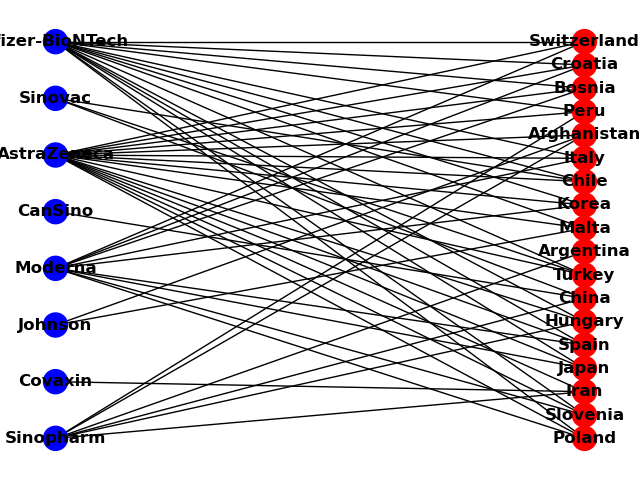 fizer-BioNTech
Sinovac
AstraZeneca
CanSino
Moderna
Johnson
Covaxin
Sinopharm
Switzerland
Croatia
Bosnia
Peru
Afghanistan
Italy
Chile
Korea
Malta
Argentina
Turkey
China
Hungary
Spain
Japan
Iran
Slovenia
Poland